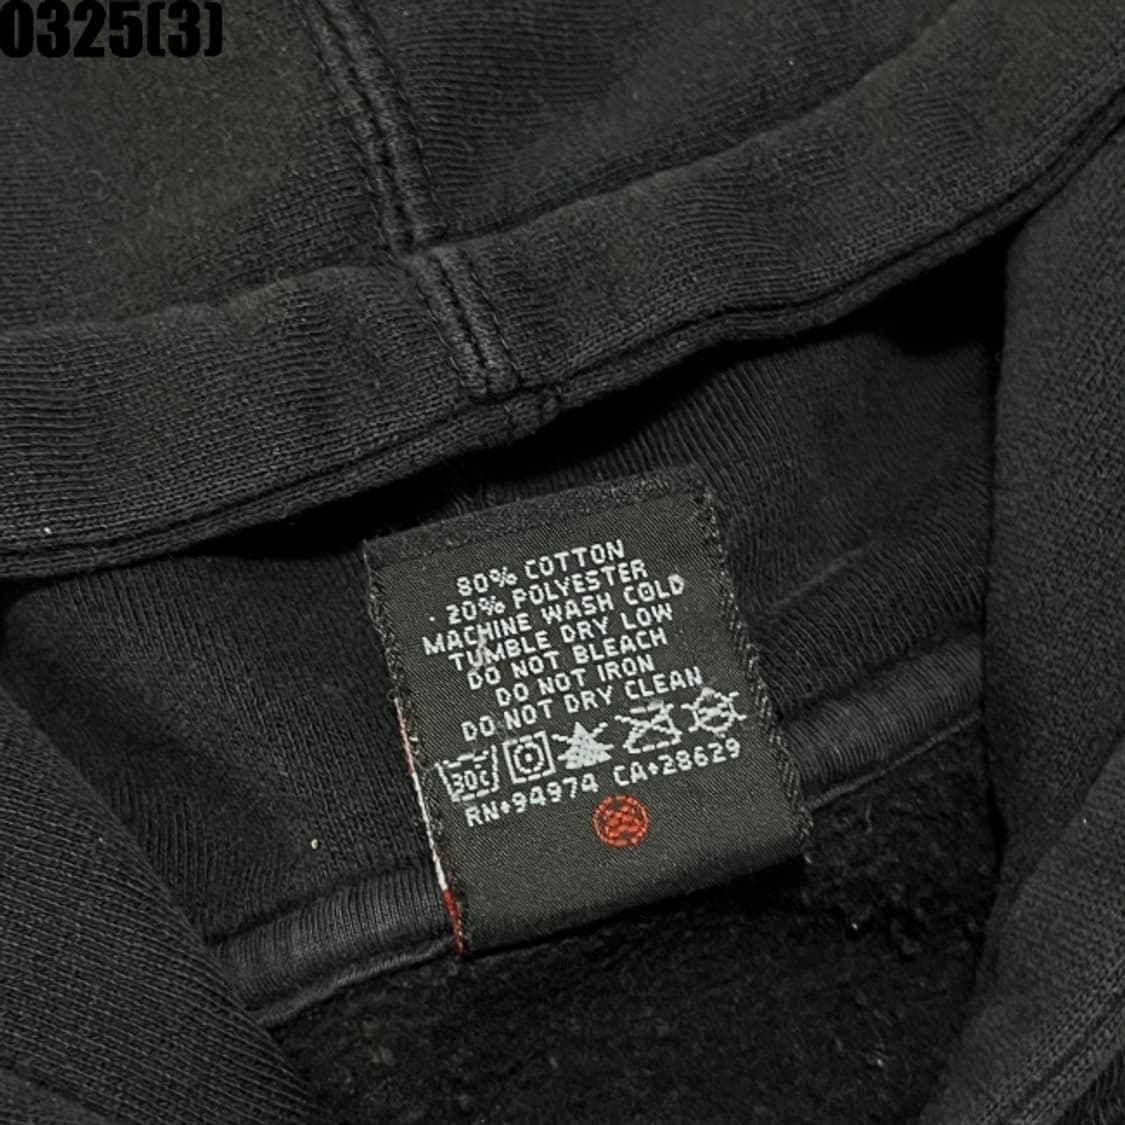 0325(3)
80% COTTON
20% POLYESTER
MACHINE WASH COLD
TUMBLE DRY LOW
DO NOT BLEACH
DO NOT IRON
DO NOT DRY CLEAN
30c
RN+94974 CA+28629